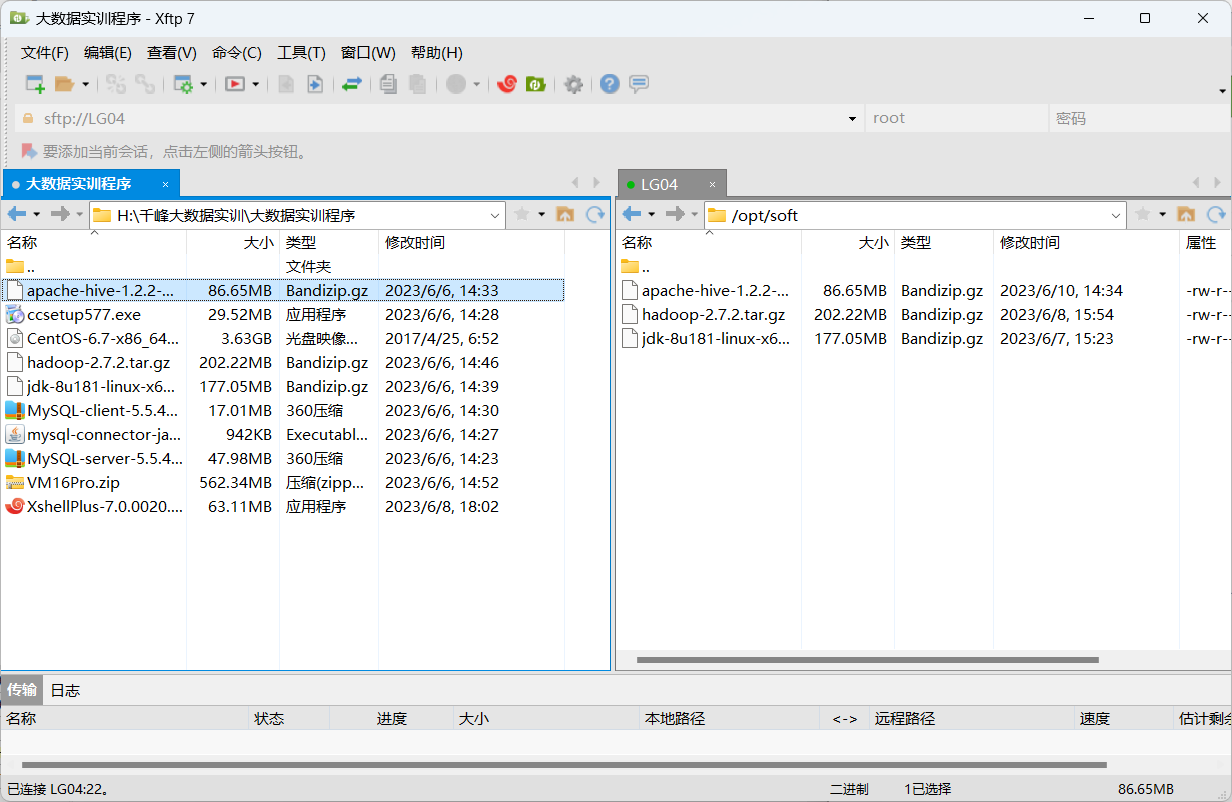 大数据实训程序 - Xftp 7
文件(F) 编辑(E) 查看(V) 命令(C) 工具(T) 窗口(W) 帮助(H)
sftp://LG04 root 密码
要添加当前会话，点击左侧的箭头按钮。
大数据实训程序 × LG04 ×
H:\千峰大数据实训\大数据实训程序 /opt/soft
名称 大小 类型 修改时间
..  文件夹
apache-hive-1.2.2-... 86.65MB Bandizip.gz 2023/6/6, 14:33
ccsetup577.exe 29.52MB 应用程序 2023/6/6, 14:28
CentOS-6.7-x86_64... 3.63GB 光盘映像... 2017/4/25, 6:52
hadoop-2.7.2.tar.gz 202.22MB Bandizip.gz 2023/6/6, 14:46
jdk-8u181-linux-x6... 177.05MB Bandizip.gz 2023/6/6, 14:39
MySQL-client-5.5.4... 17.01MB 360压缩 2023/6/6, 14:30
mysql-connector-ja... 942KB Executabl... 2023/6/6, 14:27
MySQL-server-5.5.4... 47.98MB 360压缩 2023/6/6, 14:23
VM16Pro.zip 562.34MB 压缩(zipp... 2023/6/6, 14:52
XshellPlus-7.0.0020.... 63.11MB 应用程序 2023/6/8, 18:02
名称 大小 类型 修改时间 属性
..
apache-hive-1.2.2-... 86.65MB Bandizip.gz 2023/6/10, 14:34 -rw-r--
hadoop-2.7.2.tar.gz 202.22MB Bandizip.gz 2023/6/8, 15:54 -rw-r--
jdk-8u181-linux-x6... 177.05MB Bandizip.gz 2023/6/7, 15:23 -rw-r--
传输 日志
名称 状态 进度 大小 本地路径 <-> 远程路径 速度 估计剩余
已连接 LG04:22。 二进制 1已选择 86.65MB